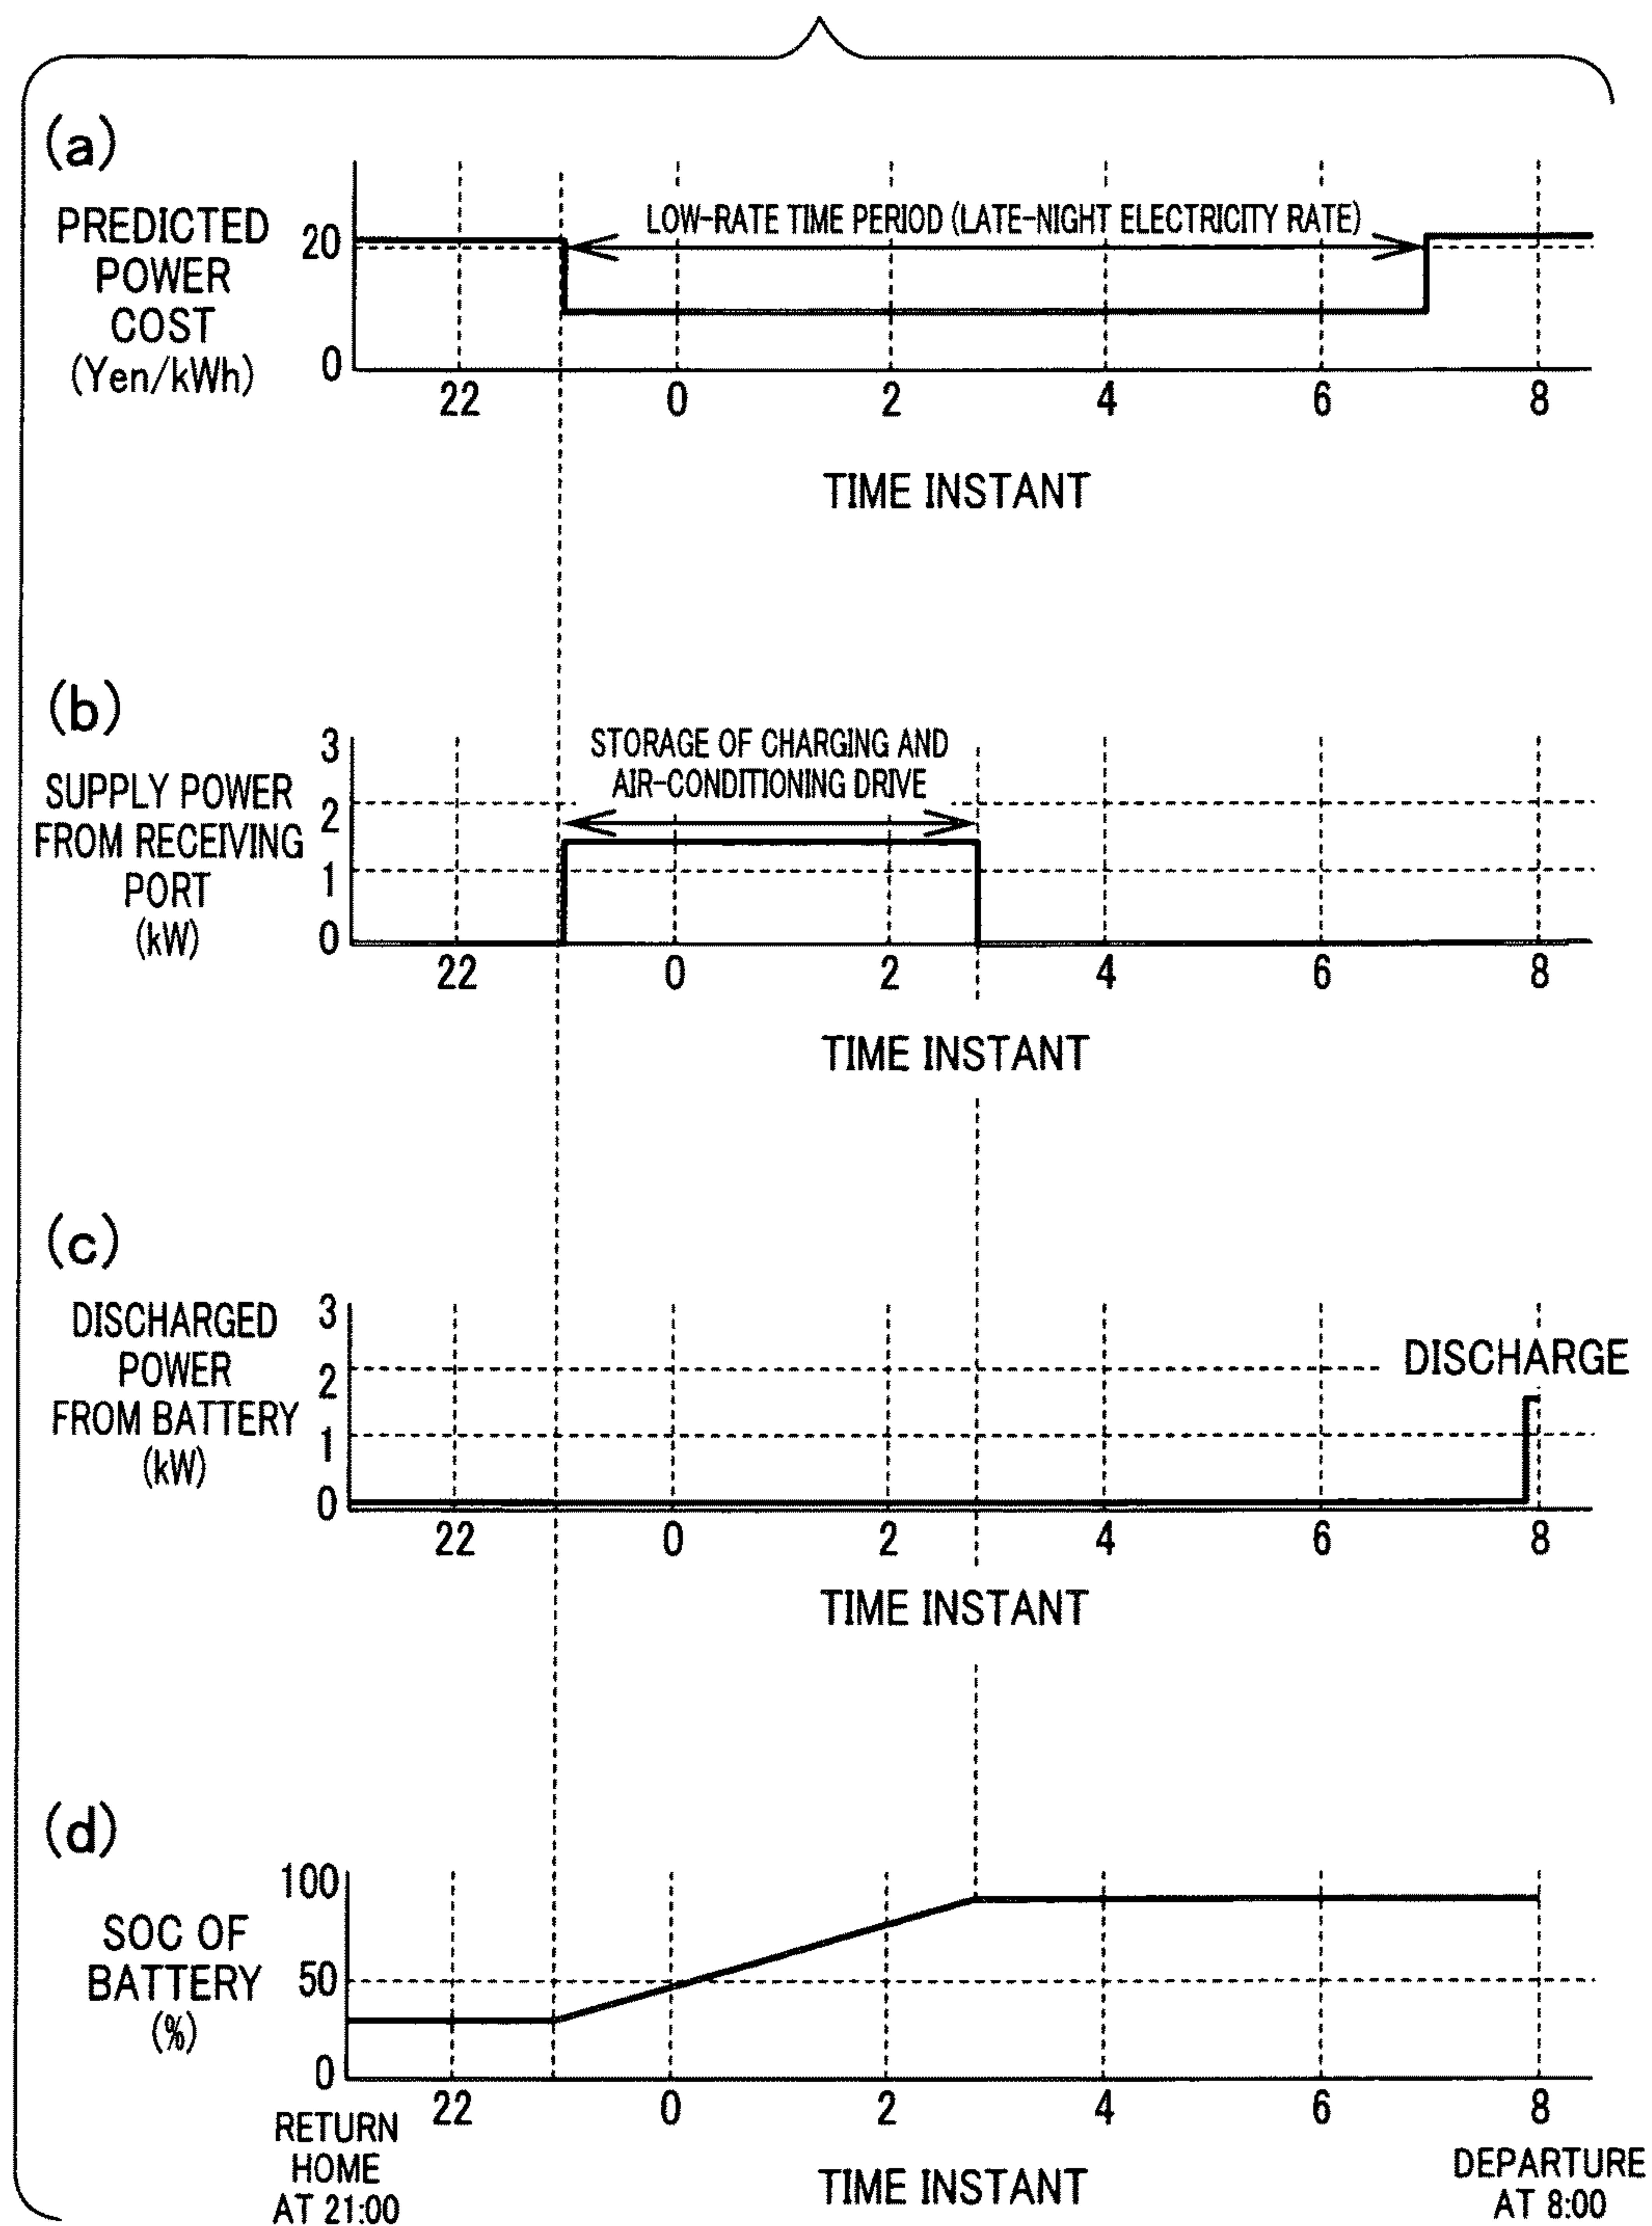 (a)
PREDICTED
POWER
COST
(Yen/kWh)
20
0
LOW-RATE TIME PERIOD (LATE-NIGHT ELECTRICITY RATE)
22 0 2 4 6 8
TIME INSTANT
(b)
SUPPLY POWER
FROM RECEIVING
PORT
(kW)
3
2
1
0
STORAGE OF CHARGING AND
AIR-CONDITIONING DRIVE
22 0 2 4 6 8
TIME INSTANT
(c)
DISCHARGED
POWER
FROM BATTERY
(kW)
3
2
1
0
DISCHARGE
22 0 2 4 6 8
TIME INSTANT
(d)
SOC OF
BATTERY
(%)
100
50
0
22 0 2 4 6 8
RETURN
HOME
AT 21:00
TIME INSTANT
DEPARTURE
AT 8:00